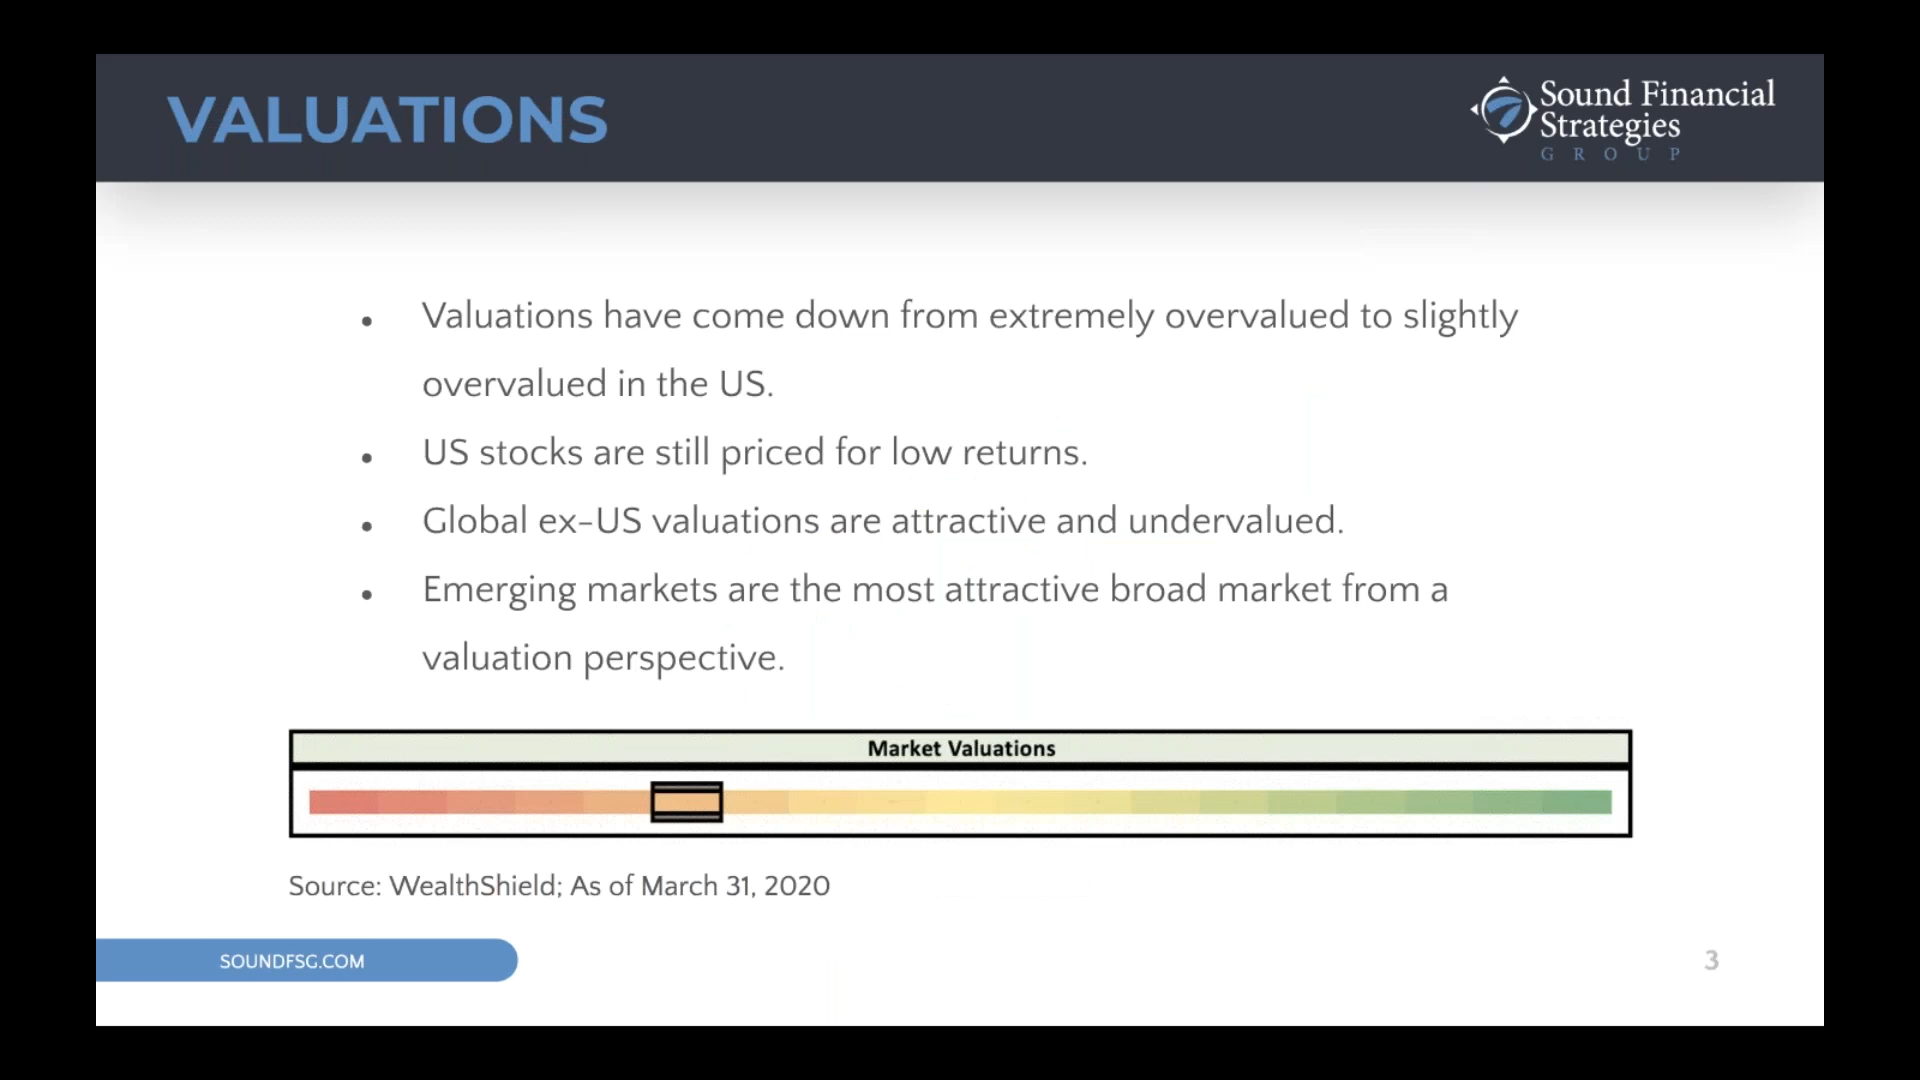 VALUATIONS
Sound Financial
Strategies
GROUP
• Valuations have come down from extremely overvalued to slightly
overvalued in the US.
• US stocks are still priced for low returns.
• Global ex-US valuations are attractive and undervalued.
• Emerging markets are the most attractive broad market from a
valuation perspective.
Market Valuations
Source: WealthShield; As of March 31, 2020
SOUNDFSG.COM
3